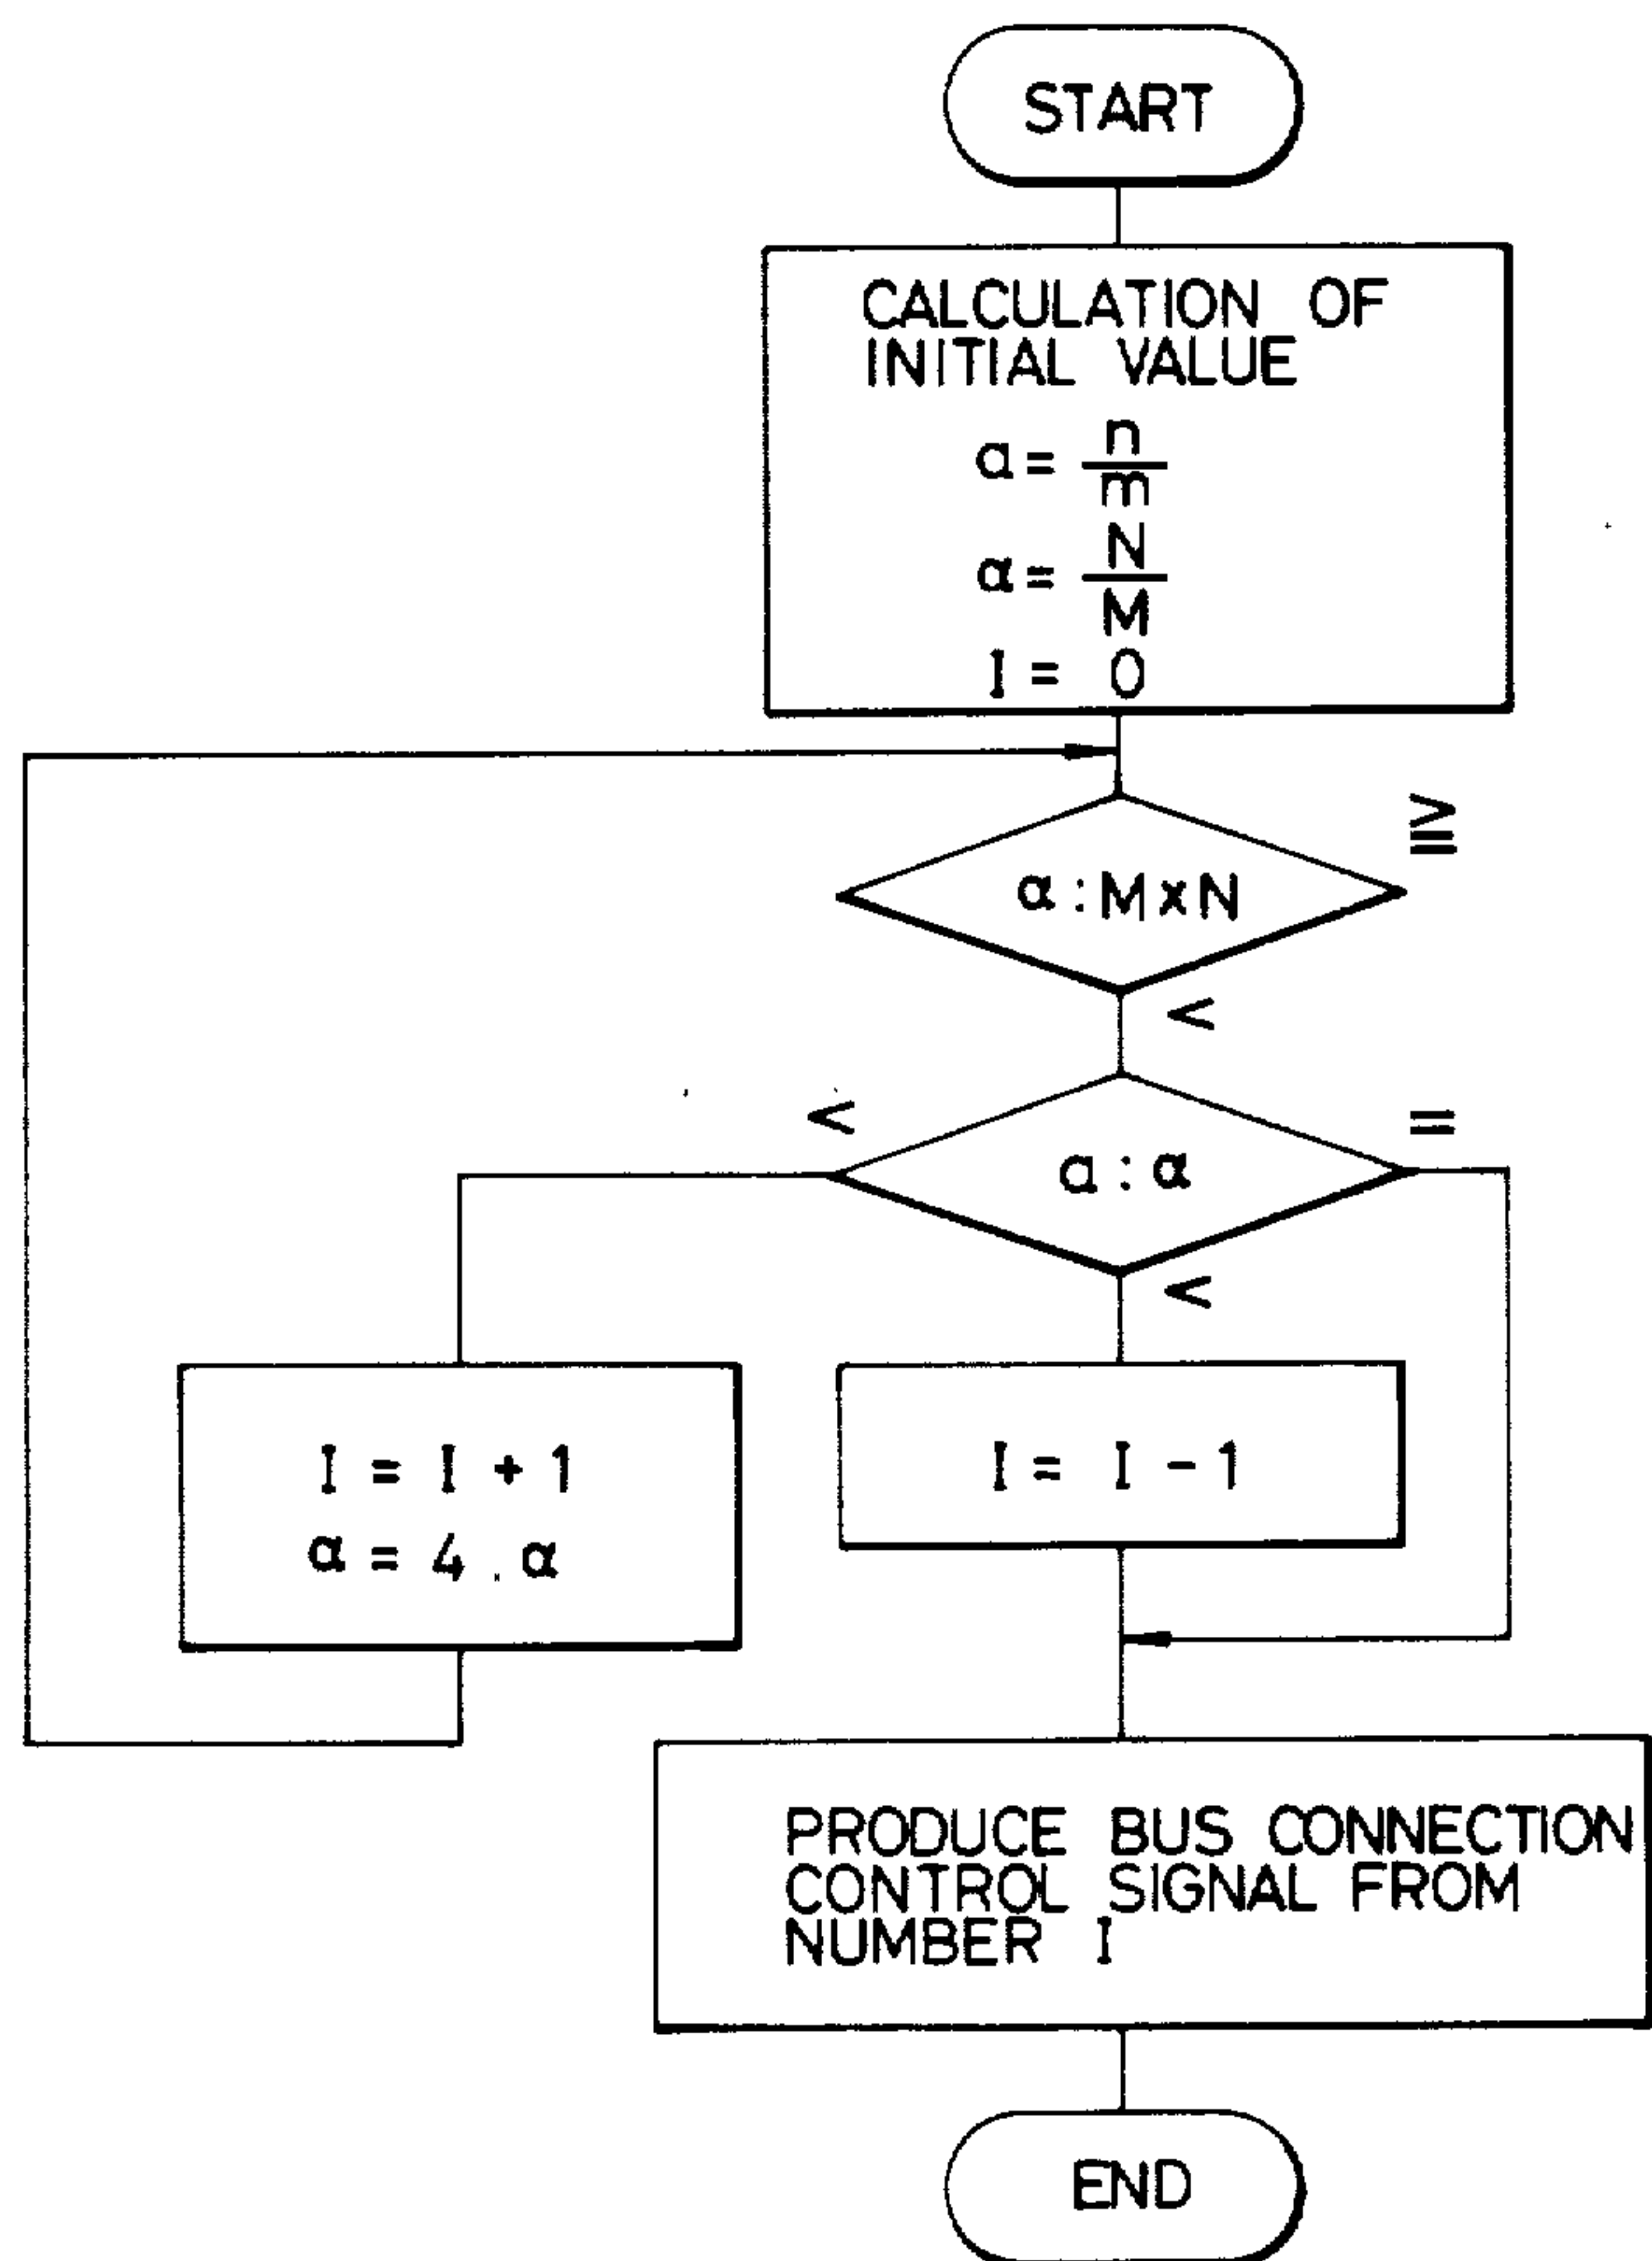 START
CALCULATION OF
INITIAL VALUE
a = n/m
α = N/M
I = 0
≧
α : M x N
<
<
=
a : α
<
I = I + 1
α = 4 . α
I = I - 1
PRODUCE BUS CONNECTION
CONTROL SIGNAL FROM
NUMBER I
END